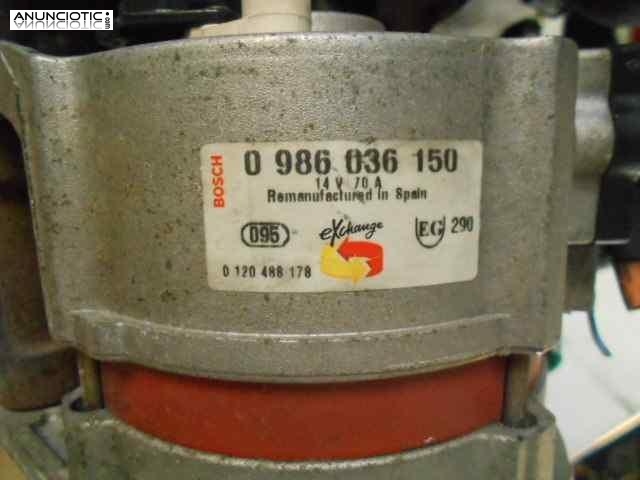 ANUNCIOTIC.es
BOSCH
0 986 036 150
14 V 70 A
Remanufactured in Spain
095
eXchange
EG 290
0 120 488 178